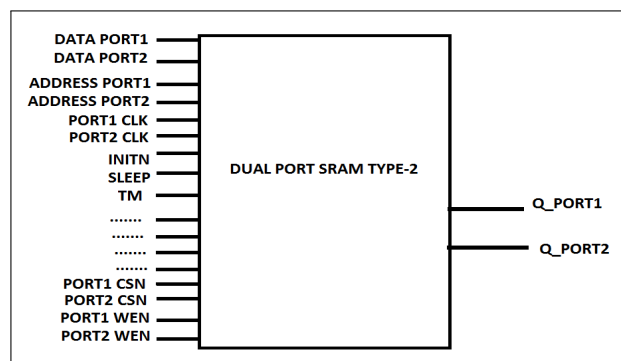 DATA PORT1
DATA PORT2
ADDRESS PORT1
ADDRESS PORT2
PORT1 CLK
PORT2 CLK
INITN
SLEEP
TM
.......
.......
.......
.......
PORT1 CSN
PORT2 CSN
PORT1 WEN
PORT2 WEN
DUAL PORT SRAM TYPE-2
Q_PORT1
Q_PORT2